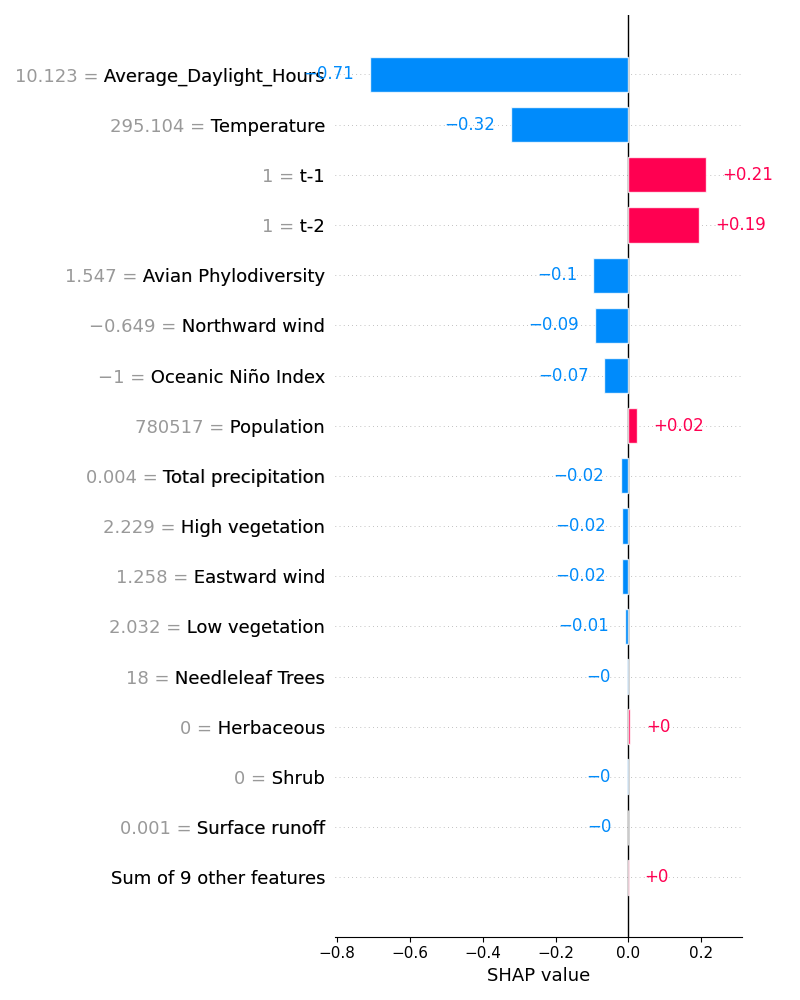 10.123 = Average_Daylight_Hours −0.71
295.104 = Temperature −0.32
1 = t-1 +0.21
1 = t-2 +0.19
1.547 = Avian Phylodiversity −0.1
−0.649 = Northward wind −0.09
−1 = Oceanic Niño Index −0.07
780517 = Population +0.02
0.004 = Total precipitation −0.02
2.229 = High vegetation −0.02
1.258 = Eastward wind −0.02
2.032 = Low vegetation −0.01
18 = Needleleaf Trees −0
0 = Herbaceous +0
0 = Shrub −0
0.001 = Surface runoff −0
Sum of 9 other features +0
−0.8 −0.6 −0.4 −0.2 0.0 0.2
SHAP value